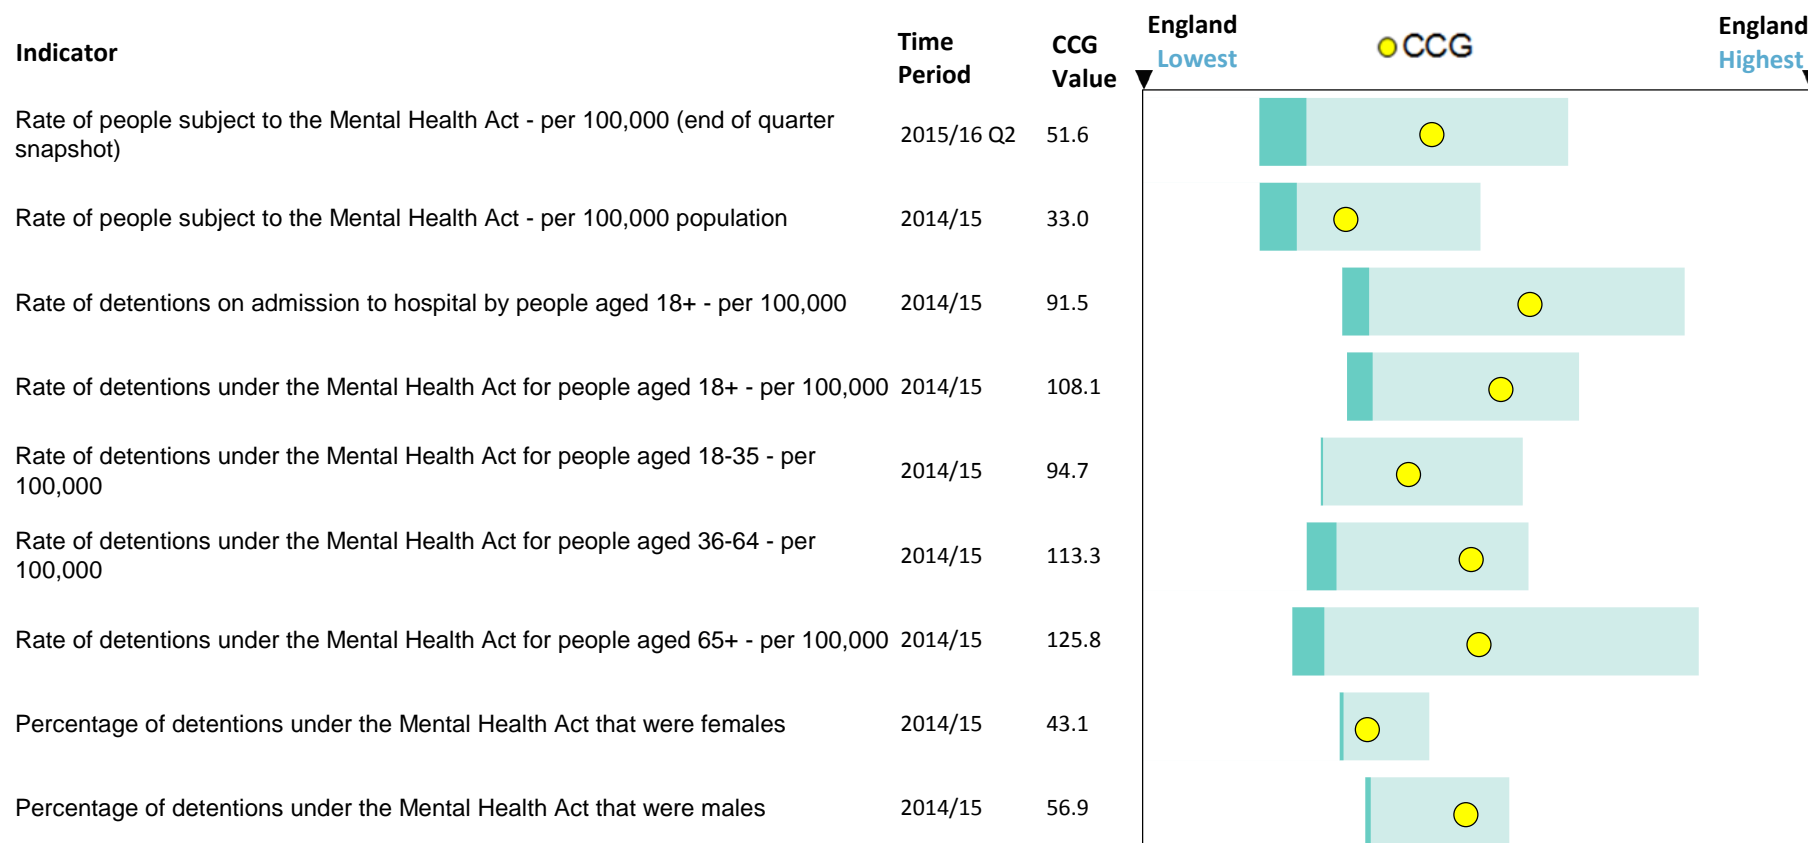 Indicator
Time
Period
CCG
Value
England
Lowest
CCG
England
Highest
Rate of people subject to the Mental Health Act - per 100,000 (end of quarter
snapshot)
2015/16 Q2
51.6
Rate of people subject to the Mental Health Act - per 100,000 population
2014/15
33.0
Rate of detentions on admission to hospital by people aged 18+ - per 100,000
2014/15
91.5
Rate of detentions under the Mental Health Act for people aged 18+ - per 100,000
2014/15
108.1
Rate of detentions under the Mental Health Act for people aged 18-35 - per
100,000
2014/15
94.7
Rate of detentions under the Mental Health Act for people aged 36-64 - per
100,000
2014/15
113.3
Rate of detentions under the Mental Health Act for people aged 65+ - per 100,000
2014/15
125.8
Percentage of detentions under the Mental Health Act that were females
2014/15
43.1
Percentage of detentions under the Mental Health Act that were males
2014/15
56.9